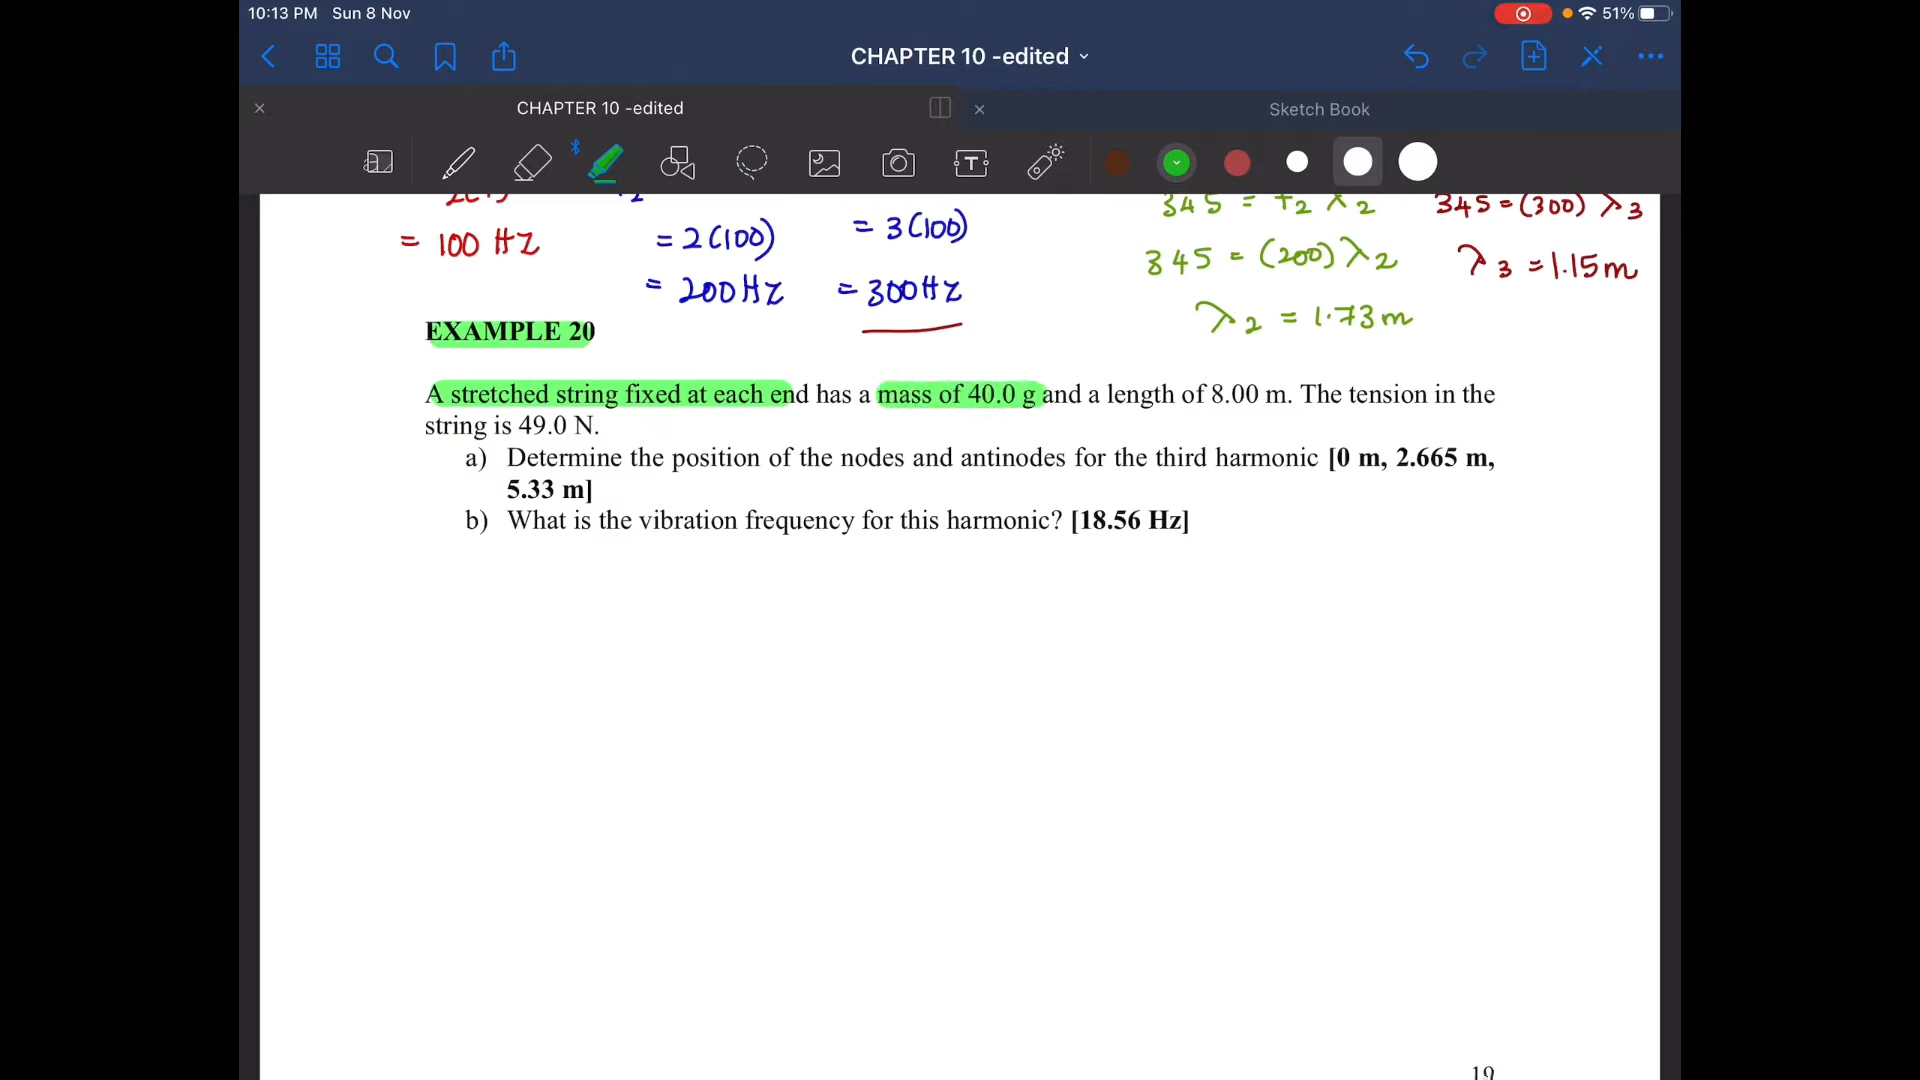 10:13 PM Sun 8 Nov
51%
CHAPTER 10 -edited
CHAPTER 10 -edited
Sketch Book
345 = f2 λ2
345=(300) λ3
= 100 Hz
= 2(100)
= 3(100)
345 = (200)λ2
λ3 =1.15m
= 200Hz
= 300Hz
λ2 = 1.73m
EXAMPLE 20
A stretched string fixed at each end has a mass of 40.0 g and a length of 8.00 m. The tension in the
string is 49.0 N.
a) Determine the position of the nodes and antinodes for the third harmonic [0 m, 2.665 m,
5.33 m]
b) What is the vibration frequency for this harmonic? [18.56 Hz]
19